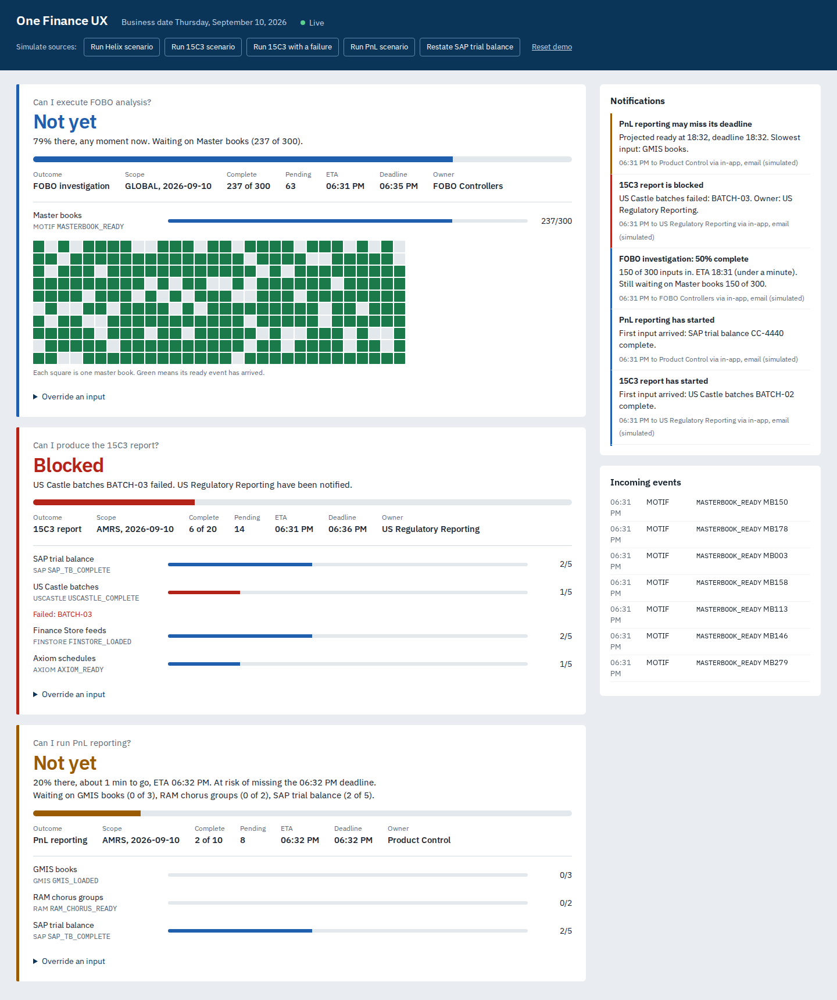 One Finance UX Business date Thursday, September 10, 2026 Live
Simulate sources: Run Helix scenario Run 15C3 scenario Run 15C3 with a failure Run PnL scenario Restate SAP trial balance Reset demo
Can I execute FOBO analysis?
Not yet
79% there, any moment now. Waiting on Master books (237 of 300).
Outcome Scope Complete Pending ETA Deadline Owner
FOBO investigation GLOBAL, 2026-09-10 237 of 300 63 06:31 PM 06:35 PM FOBO Controllers
Master books
MOTIF MASTERBOOK_READY
237/300
Each square is one master book. Green means its ready event has arrived.
Override an input
Can I produce the 15C3 report?
Blocked
US Castle batches BATCH-03 failed. US Regulatory Reporting have been notified.
Outcome Scope Complete Pending ETA Deadline Owner
15C3 report AMRS, 2026-09-10 6 of 20 14 06:31 PM 06:36 PM US Regulatory Reporting
SAP trial balance
SAP SAP_TB_COMPLETE
2/5
US Castle batches
USCASTLE USCASTLE_COMPLETE
1/5
Failed: BATCH-03
Finance Store feeds
FINSTORE FINSTORE_LOADED
2/5
Axiom schedules
AXIOM AXIOM_READY
1/5
Override an input
Can I run PnL reporting?
Not yet
20% there, about 1 min to go, ETA 06:32 PM. At risk of missing the 06:32 PM deadline.
Waiting on GMIS books (0 of 3), RAM chorus groups (0 of 2), SAP trial balance (2 of 5).
Outcome Scope Complete Pending ETA Deadline Owner
PnL reporting AMRS, 2026-09-10 2 of 10 8 06:32 PM 06:32 PM Product Control
GMIS books
GMIS GMIS_LOADED
0/3
RAM chorus groups
RAM RAM_CHORUS_READY
0/2
SAP trial balance
SAP SAP_TB_COMPLETE
2/5
Override an input
Notifications
PnL reporting may miss its deadline
Projected ready at 18:32, deadline 18:32. Slowest
input: GMIS books.
06:31 PM to Product Control via in-app, email (simulated)
15C3 report is blocked
US Castle batches failed: BATCH-03. Owner: US
Regulatory Reporting.
06:31 PM to US Regulatory Reporting via in-app, email
(simulated)
FOBO investigation: 50% complete
150 of 300 inputs in. ETA 18:31 (under a minute).
Still waiting on Master books 150 of 300.
06:31 PM to FOBO Controllers via in-app, email (simulated)
PnL reporting has started
First input arrived: SAP trial balance CC-4440
complete.
06:31 PM to Product Control via in-app, email (simulated)
15C3 report has started
First input arrived: US Castle batches BATCH-02
complete.
06:31 PM to US Regulatory Reporting via in-app, email
(simulated)
Incoming events
06:31 PM MOTIF MASTERBOOK_READY MB150
06:31 PM MOTIF MASTERBOOK_READY MB178
06:31 PM MOTIF MASTERBOOK_READY MB003
06:31 PM MOTIF MASTERBOOK_READY MB158
06:31 PM MOTIF MASTERBOOK_READY MB113
06:31 PM MOTIF MASTERBOOK_READY MB146
06:31 PM MOTIF MASTERBOOK_READY MB279